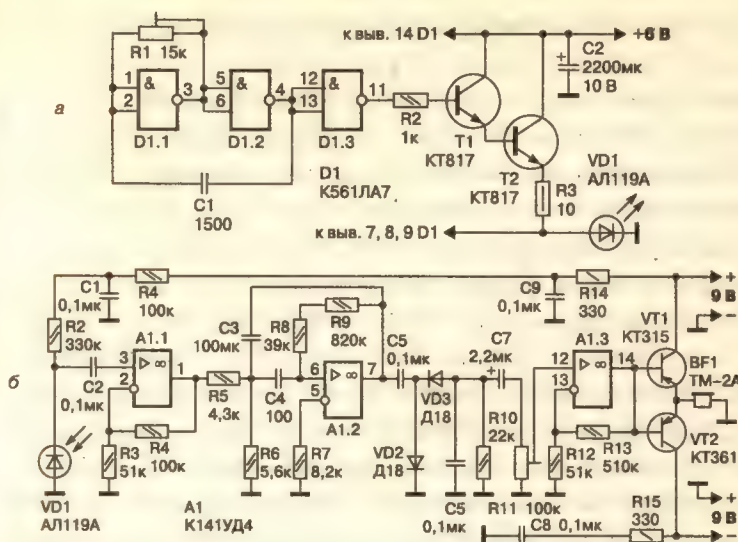 а
R1 15к
1
2
&
3
D1.1
5
6
&
4
D1.2
12
13
&
11
D1.3
C1
1500
D1
К561ЛА7
R2
1к
к выв. 14 D1
+6 В
+
C2
2200мк
10 В
T1
КТ817
T2
КТ817
R3
10
VD1
АЛ119А
к выв. 7, 8, 9 D1
б
C1
0,1мк
R4
100к
R2
330к
C2
0,1мк
3
2
▷ ∞
1
A1.1
R3
51к
R4
100к
VD1
АЛ119А
A1
К141УД4
R5
4,3к
C3
100мк
R8
39к
R9
820к
C4
100
6
5
▷ ∞
7
A1.2
R6
5,6к
R7
8,2к
C5
0,1мк
VD2
Д18
VD3
Д18
C5
0,1мк
+
C7
2,2мк
R10
22к
R11 100к
C9
0,1мк
R14
330
A1.3
12
13
▷ ∞
14
R12
51к
R13
510к
VT1
КТ315
BF1
ТМ-2А
VT2
КТ361
+
9 В
–
C8 0,1мк
R15
330
+
9 В
–